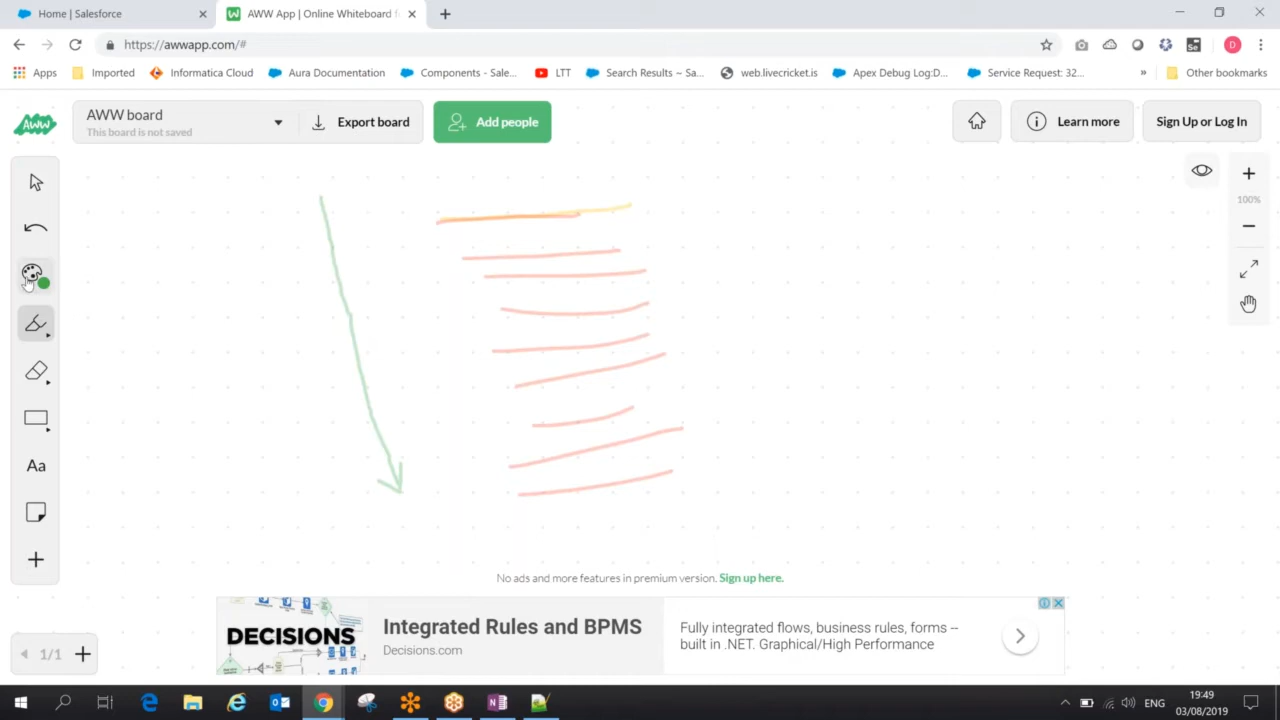 Home | Salesforce
AWW App | Online Whiteboard f
https://awwapp.com/#
D
Apps
Imported
Informatica Cloud
Aura Documentation
Components - Sale...
LTT
Search Results ~ Sa...
web.livecricket.is
Apex Debug Log:D...
Service Request: 32...
»
Other bookmarks
AWW
AWW board
This board is not saved
Export board
Add people
Learn more
Sign Up or Log In
100%
Aa
No ads and more features in premium version. Sign up here.
DECISIONS
Integrated Rules and BPMS
Decisions.com
Fully integrated flows, business rules, forms --
built in .NET. Graphical/High Performance
1/1
ENG
19:49
03/08/2019